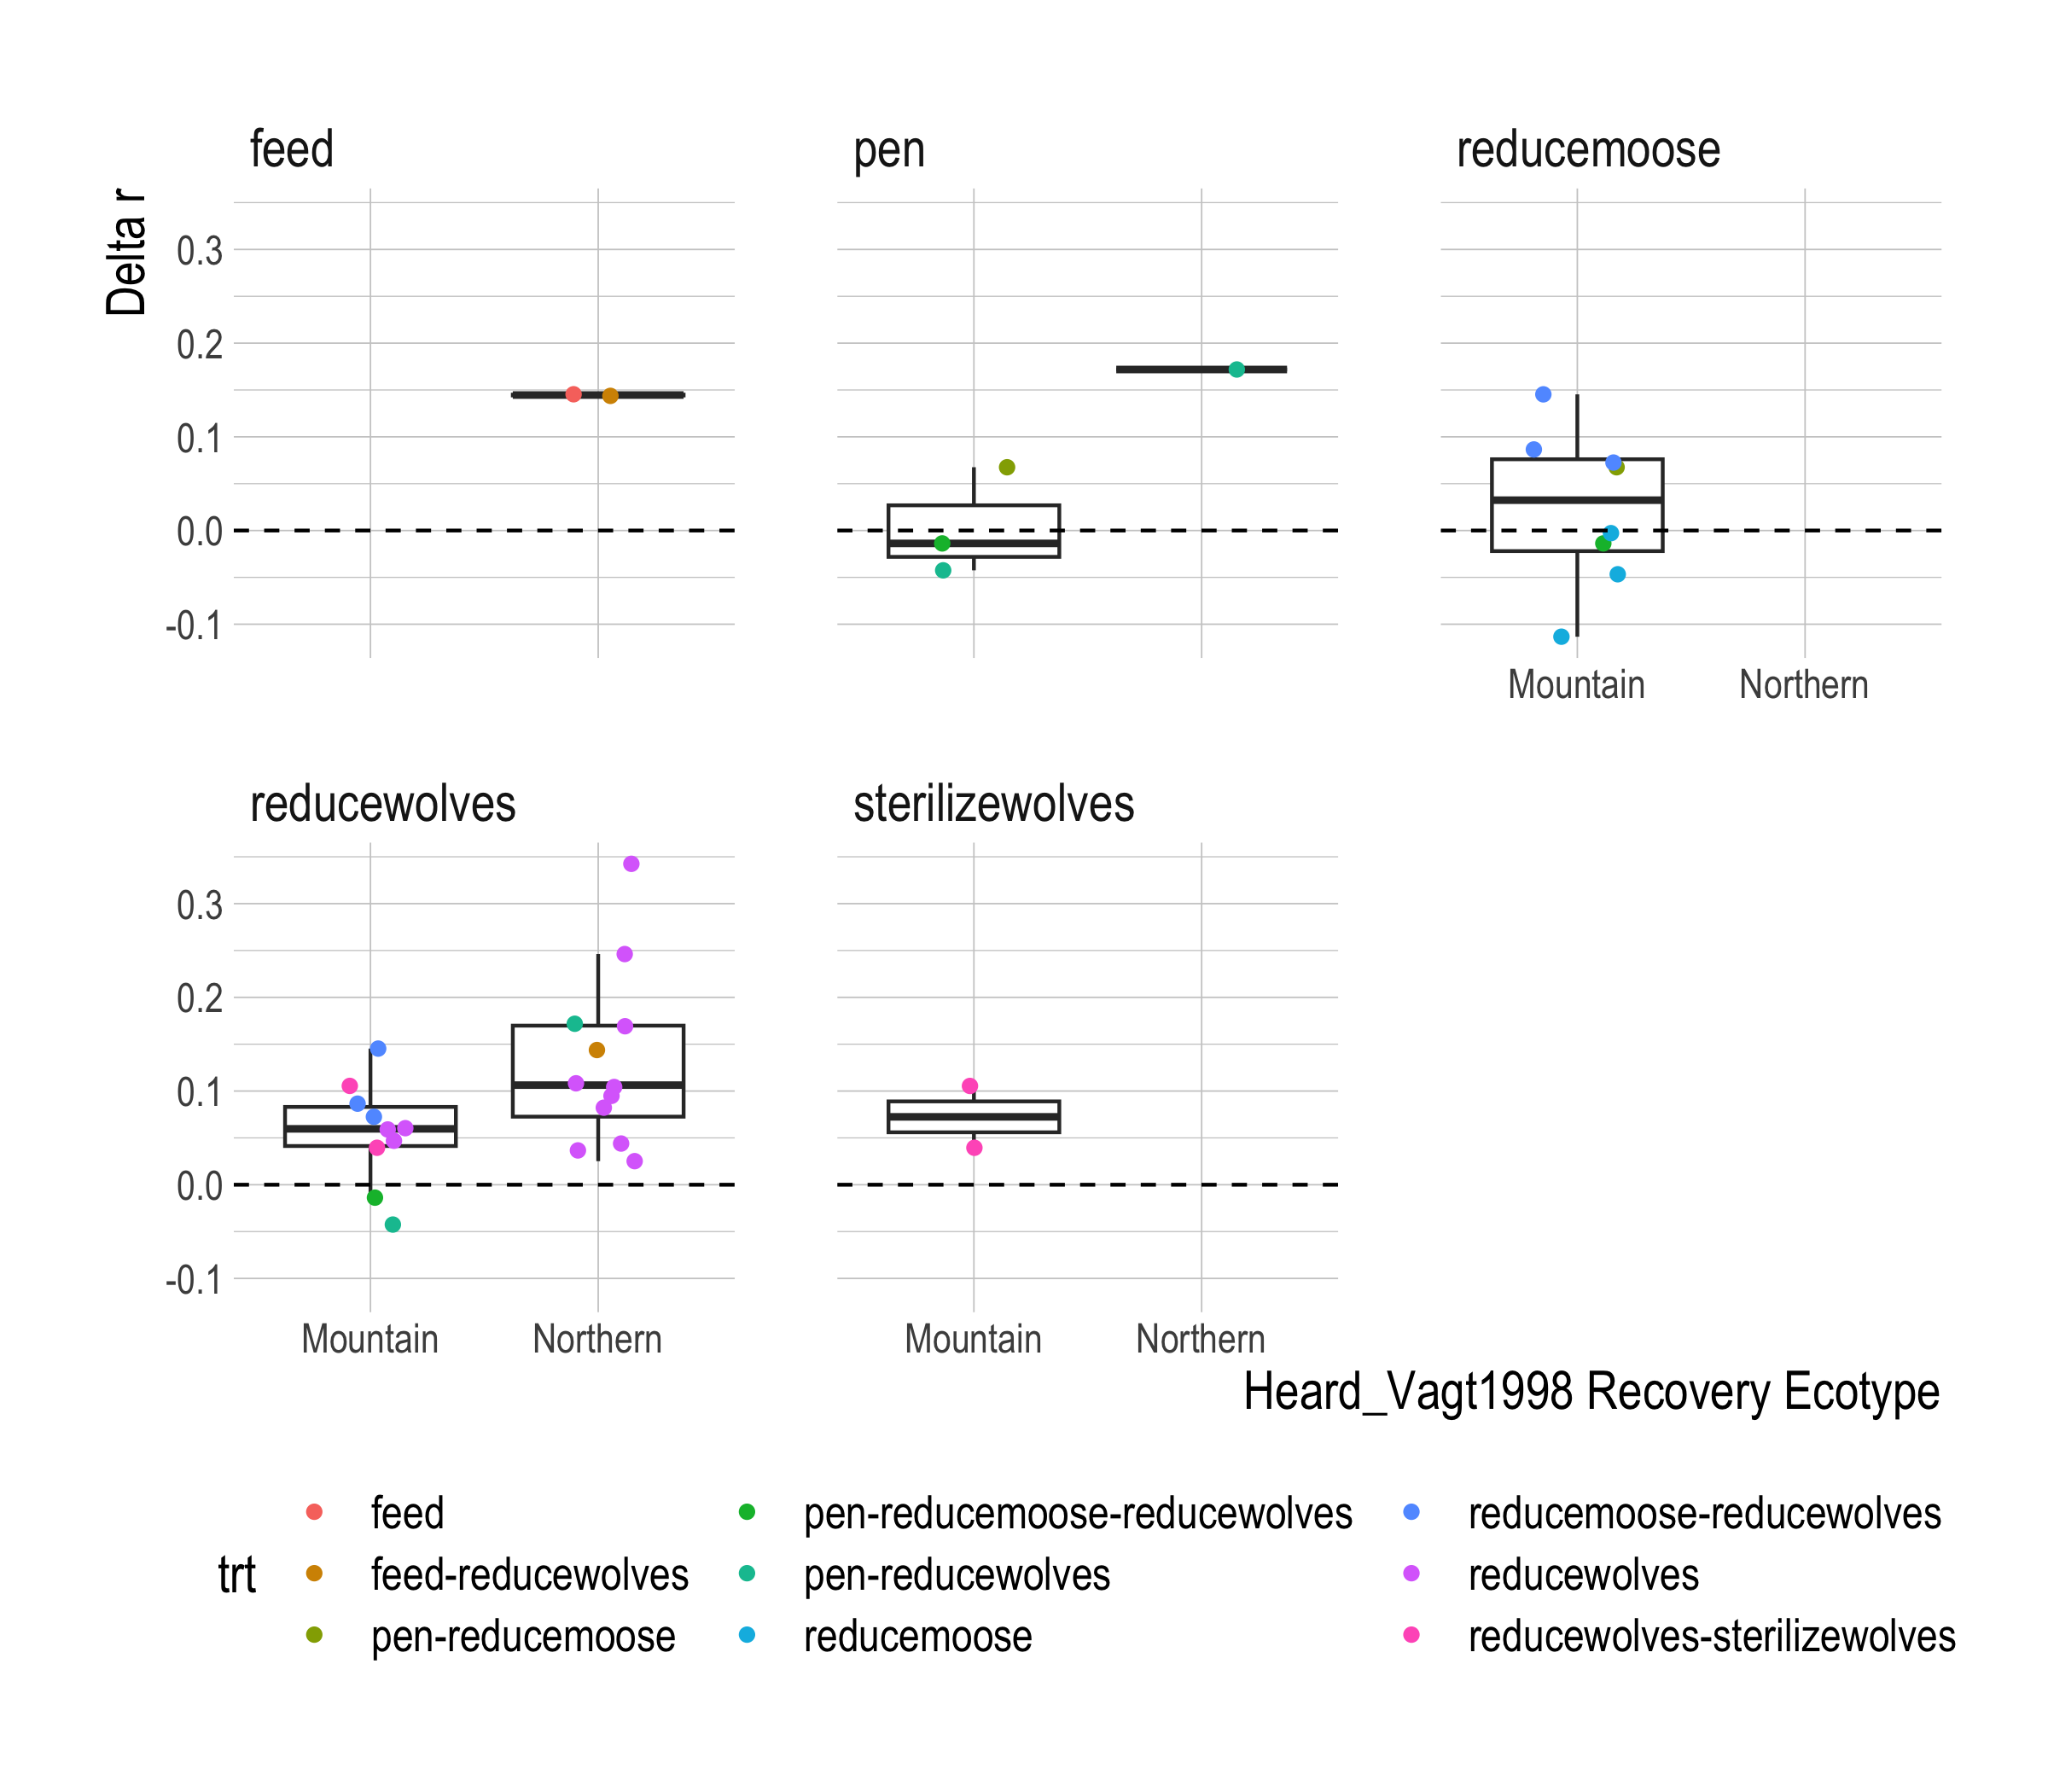 feed
pen
reducemoose
Delta r
0.3
0.2
0.1
0.0
-0.1
Mountain Northern
reducewolves
sterilizewolves
0.3
0.2
0.1
0.0
-0.1
Mountain Northern
Mountain Northern
Heard_Vagt1998 Recovery Ecotype
trt
feed
feed-reducewolves
pen-reducemoose
pen-reducemoose-reducewolves
pen-reducewolves
reducemoose
reducemoose-reducewolves
reducewolves
reducewolves-sterilizewolves